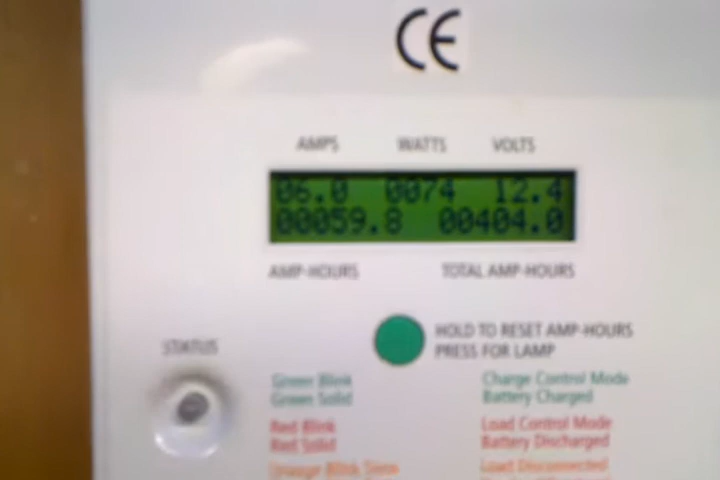 CE
AMPS WATTS VOLTS
06.0 0074 12.4
00059.8 00404.0
AMP-HOURS TOTAL AMP-HOURS
HOLD TO RESET AMP-HOURS
PRESS FOR LAMP
STATUS
Green Blink Charge Control Mode
Green Solid Battery Charged
Red Blink Load Control Mode
Red Solid Battery Discharged
Orange Blink Load Disconnected